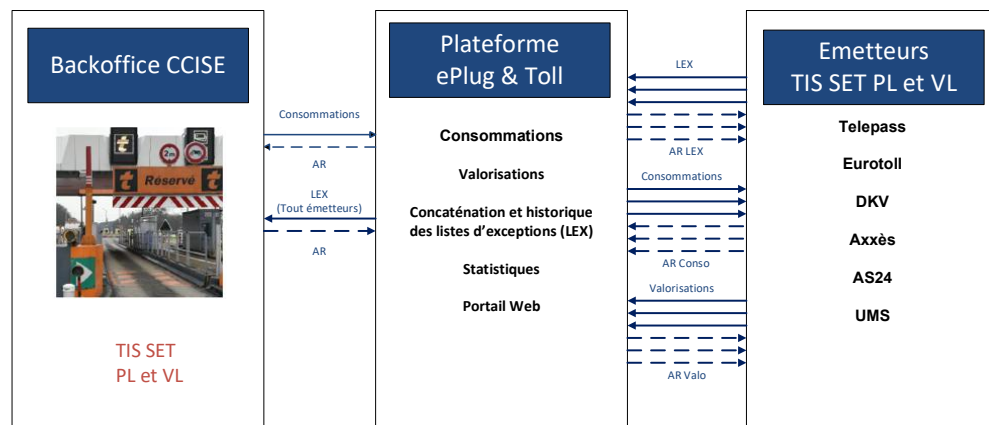 Backoffice CCISE
t
2m
t
Réservé
t
TIS SET
PL et VL
Consommations
AR
LEX
(Tout émetteurs)
AR
Plateforme
ePlug & Toll
Consommations
Valorisations
Concaténation et historique
des listes d'exceptions (LEX)
Statistiques
Portail Web
LEX
AR LEX
Consommations
AR Conso
Valorisations
AR Valo
Emetteurs
TIS SET PL et VL
Telepass
Eurotoll
DKV
Axxès
AS24
UMS